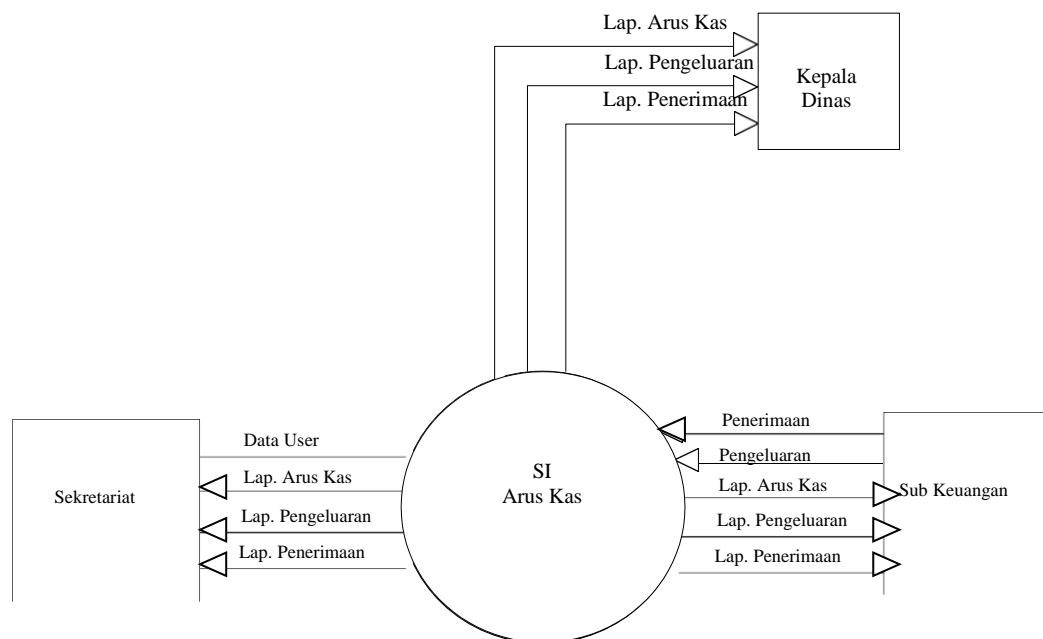 Lap. Arus Kas
Lap. Pengeluaran
Lap. Penerimaan
Kepala
Dinas
Data User
Lap. Arus Kas
Lap. Pengeluaran
Lap. Penerimaan
Sekretariat
SI
Arus Kas
Penerimaan
Pengeluaran
Lap. Arus Kas
Lap. Pengeluaran
Lap. Penerimaan
Sub Keuangan